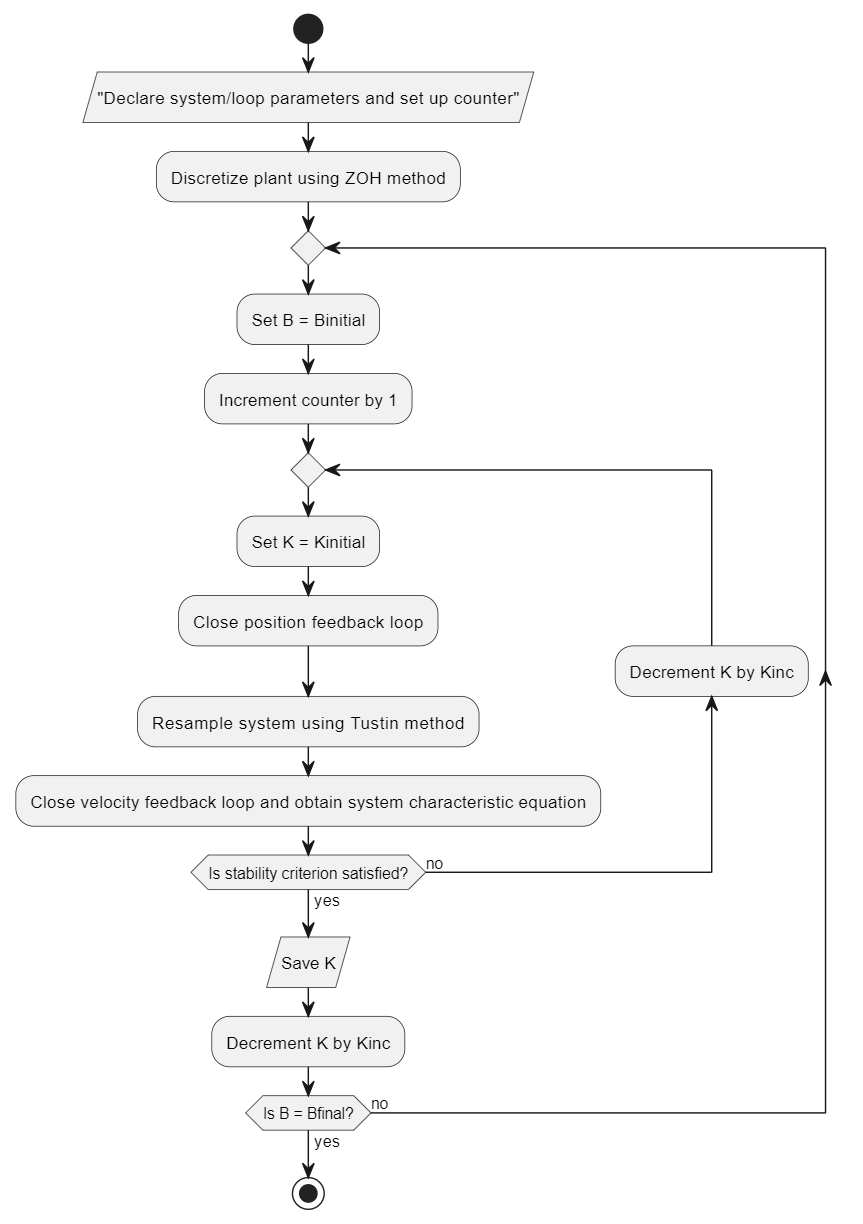 "Declare system/loop parameters and set up counter"
Discretize plant using ZOH method
Set B = Binitial
Increment counter by 1
Set K = Kinitial
Close position feedback loop
Decrement K by Kinc
Resample system using Tustin method
Close velocity feedback loop and obtain system characteristic equation
Is stability criterion satisfied?
no
yes
Save K
Decrement K by Kinc
Is B = Bfinal?
no
yes